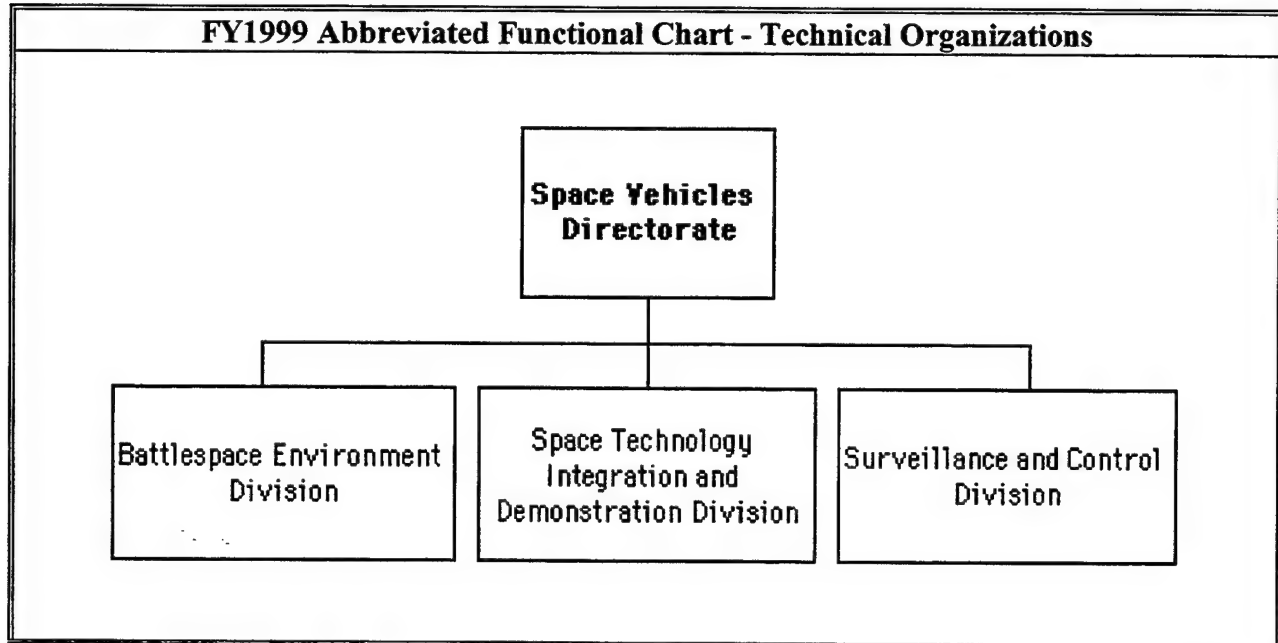 FY1999 Abbreviated Functional Chart - Technical Organizations
Space Vehicles
Directorate
Battlespace Environment
Division
Space Technology
Integration and
Demonstration Division
Surveillance and Control
Division